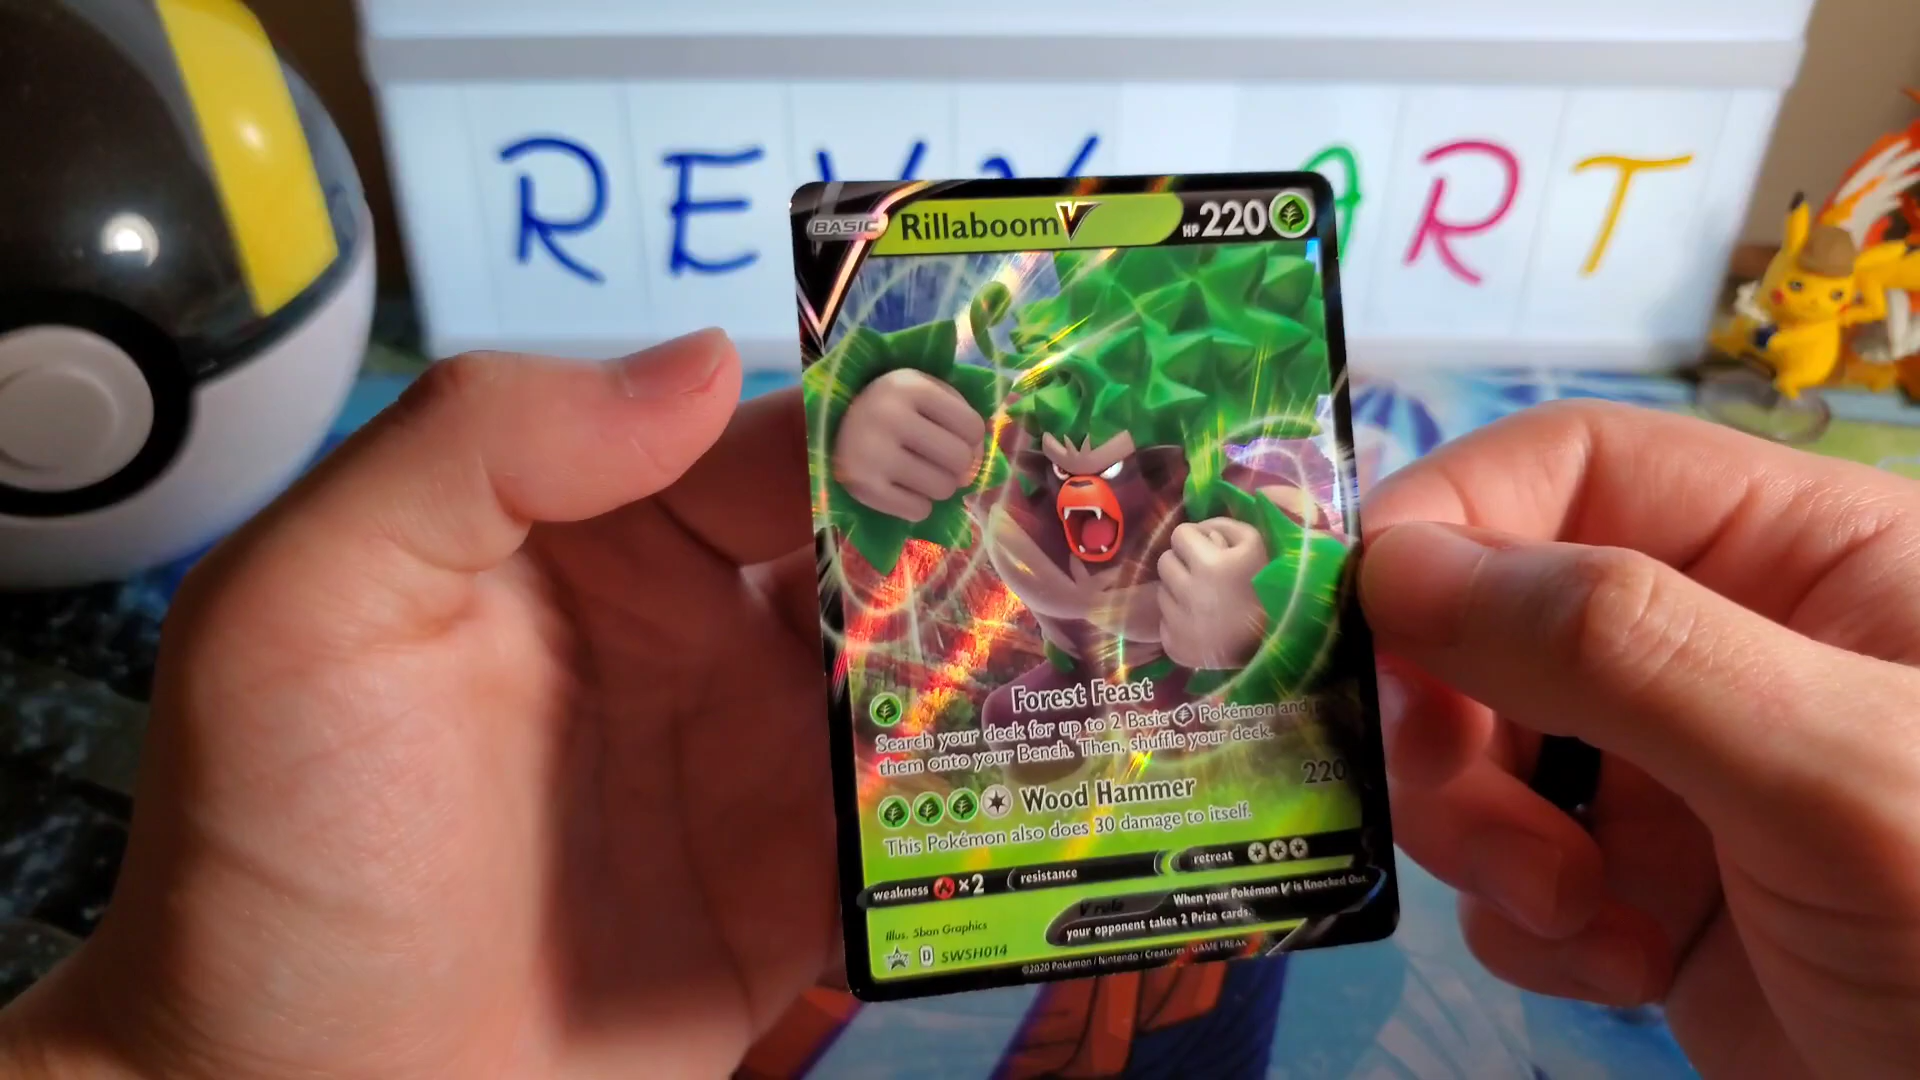 REVV ART
BASIC Rillaboom V HP 220
Forest Feast
Search your deck for up to 2 Basic Pokémon and
them onto your Bench. Then, shuffle your deck.
Wood Hammer 220
This Pokémon also does 30 damage to itself.
weakness ×2 resistance retreat
V rule When your Pokémon V is Knocked Out,
your opponent takes 2 Prize cards.
Illus. 5ban Graphics
D SWSH014
©2020 Pokémon / Nintendo / Creatures / GAME FREAK